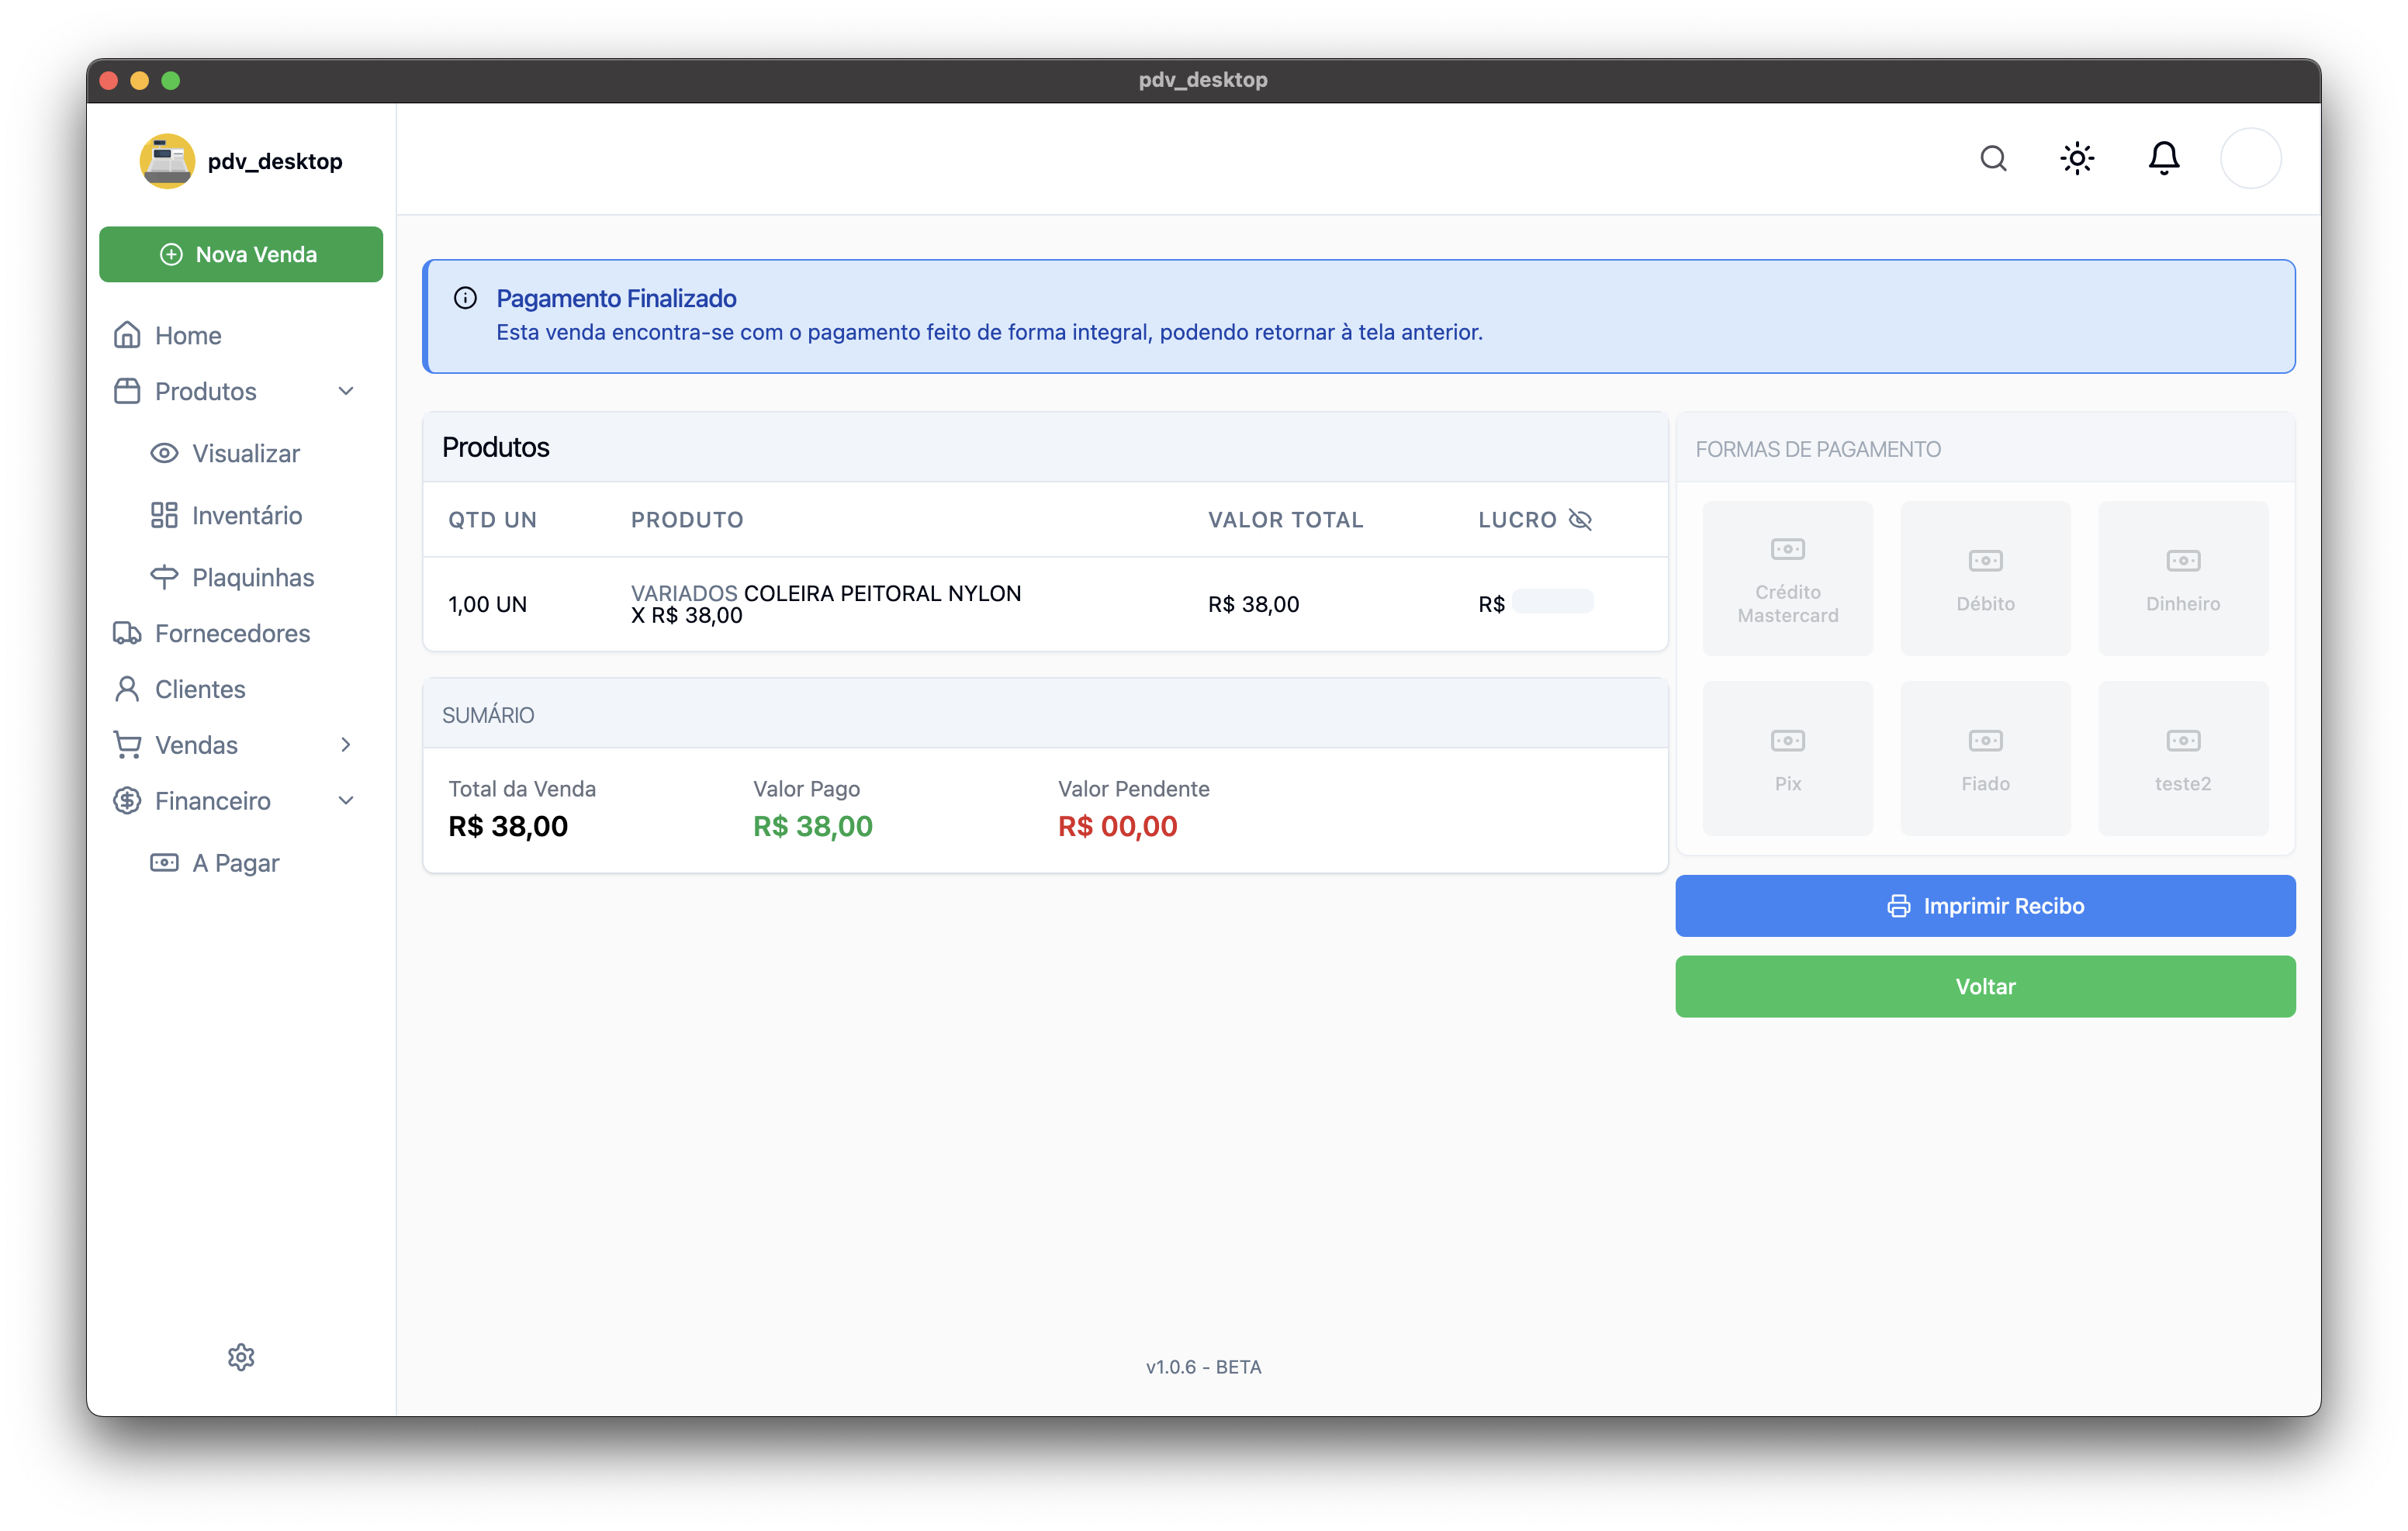 pdv_desktop
pdv_desktop
Nova Venda
Home
Produtos
Visualizar
Inventário
Plaquinhas
Fornecedores
Clientes
Vendas
Financeiro
A Pagar
Pagamento Finalizado
Esta venda encontra-se com o pagamento feito de forma integral, podendo retornar à tela anterior.
Produtos
QTD UN PRODUTO VALOR TOTAL LUCRO
1,00 UN VARIADOS COLEIRA PEITORAL NYLON R$ 38,00 R$
X R$ 38,00
SUMÁRIO
Total da Venda Valor Pago Valor Pendente
R$ 38,00 R$ 38,00 R$ 00,00
FORMAS DE PAGAMENTO
Crédito
Mastercard
Débito
Dinheiro
Pix
Fiado
teste2
Imprimir Recibo
Voltar
v1.0.6 - BETA